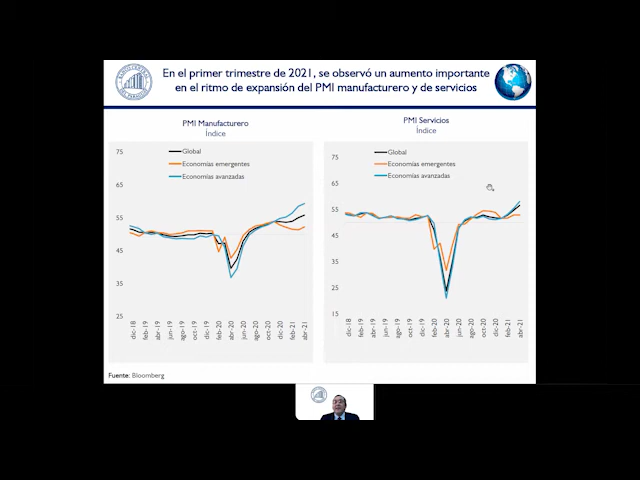 En el primer trimestre de 2021, se observó un aumento importante
en el ritmo de expansión del PMI manufacturero y de servicios
PMI Manufacturero
Índice
75
65
55
45
35
25
Global
Economías emergentes
Economías avanzadas
dic-18
feb-19
abr-19
jun-19
ago-19
oct-19
dic-19
feb-20
abr-20
jun-20
ago-20
oct-20
dic-20
feb-21
abr-21
PMI Servicios
Índice
75
65
55
45
35
25
15
Global
Economías emergentes
Economías avanzadas
dic-18
feb-19
abr-19
jun-19
ago-19
oct-19
dic-19
feb-20
abr-20
jun-20
ago-20
oct-20
dic-20
feb-21
abr-21
Fuente: Bloomberg